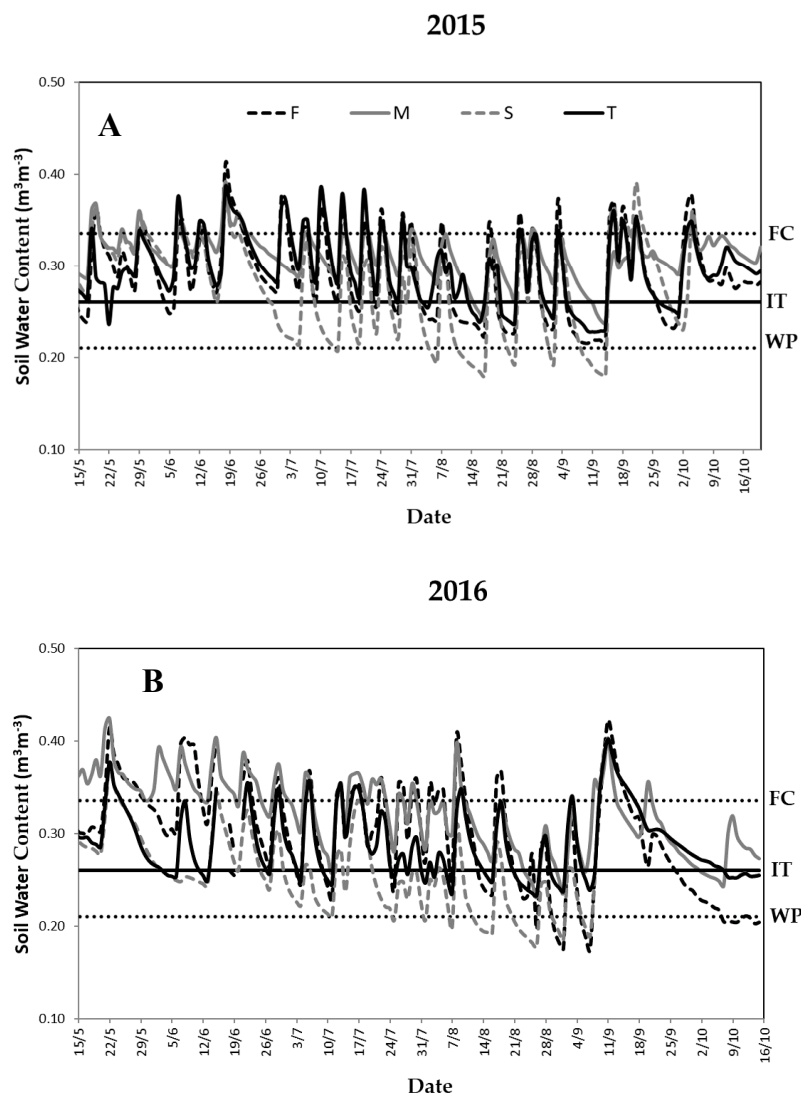 2015
0.50
F M S T
A
0.40
FC
0.30
IT
WP
0.20
0.10
Soil Water Content (m³m⁻³)
15/5 22/5 29/5 5/6 12/6 19/6 26/6 3/7 10/7 17/7 24/7 31/7 7/8 14/8 21/8 28/8 4/9 11/9 18/9 25/9 2/10 9/10 16/10
Date
2016
0.50
B
0.40
FC
0.30
IT
WP
0.20
0.10
Soil Water Content (m³m⁻³)
15/5 22/5 29/5 5/6 12/6 19/6 26/6 3/7 10/7 17/7 24/7 31/7 7/8 14/8 21/8 28/8 4/9 11/9 18/9 25/9 2/10 9/10 16/10
Date